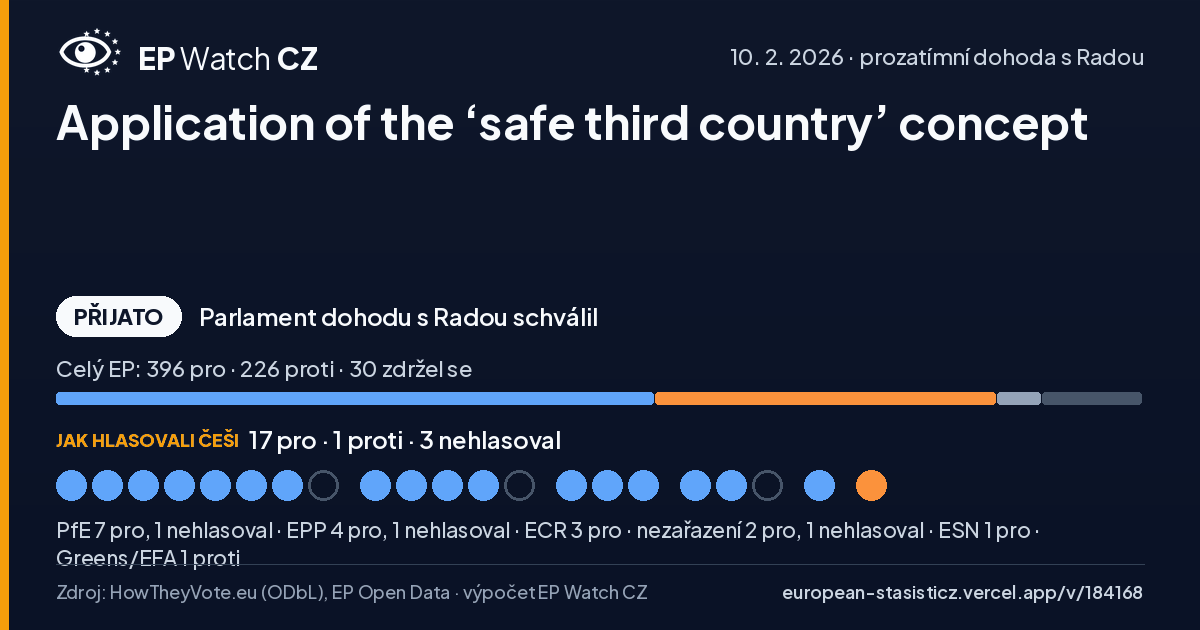 EP Watch CZ
10. 2. 2026 · prozatímní dohoda s Radou
Application of the ‘safe third country’ concept
PŘIJATO
Parlament dohodu s Radou schválil
Celý EP: 396 pro · 226 proti · 30 zdržel se
JAK HLASOVALI ČEŠI 17 pro · 1 proti · 3 nehlasoval
PfE 7 pro, 1 nehlasoval · EPP 4 pro, 1 nehlasoval · ECR 3 pro · nezařazení 2 pro, 1 nehlasoval · ESN 1 pro ·
Greens/EFA 1 proti
Zdroj: HowTheyVote.eu (ODbL), EP Open Data · výpočet EP Watch CZ
european-stasisticz.vercel.app/v/184168